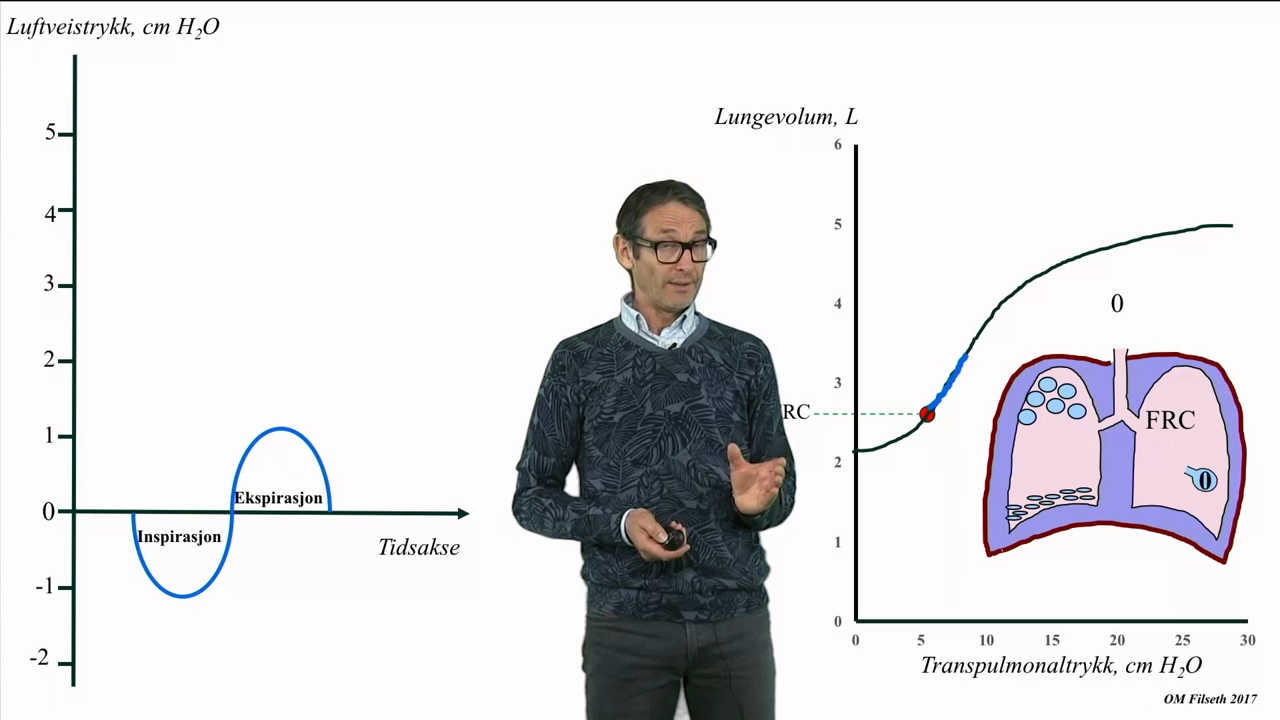 Luftveistrykk, cm H₂O
5
4
3
2
1
0
-1
-2
Inspirasjon
Ekspirasjon
Tidsakse
Lungevolum, L
6
5
4
3
2
1
0
RC
0
FRC
0
0 5 10 15 20 25 30
Transpulmonaltrykk, cm H₂O
OM Filseth 2017